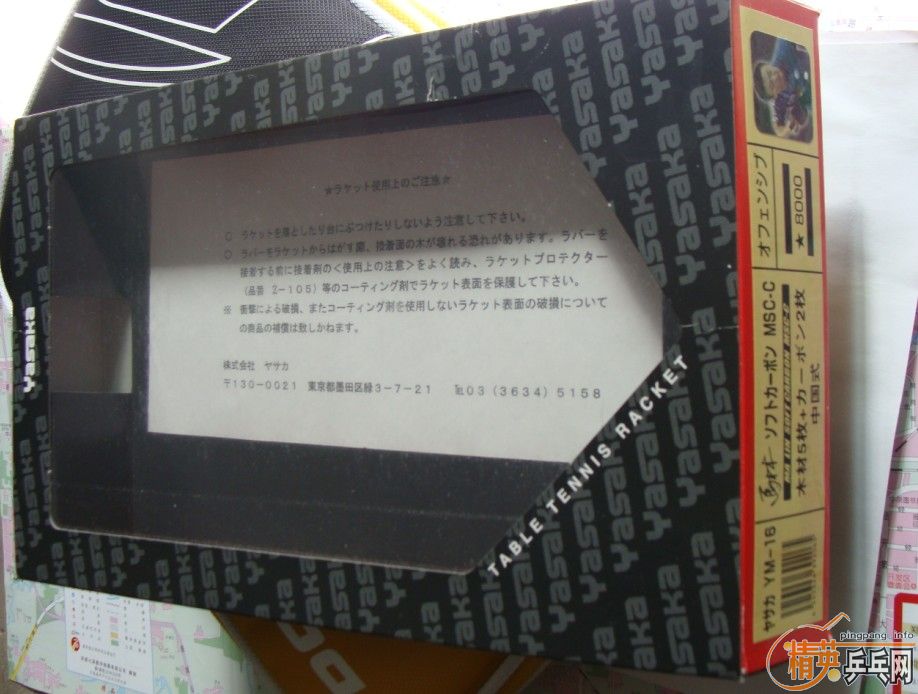 Yasaka
☆ラケット使用上のご注意☆
○ ラケットを落としたり台にぶつけたりしないよう注意して下さい。
○ ラバーをラケットからはがす際、接着面の木が壊れる恐れがあります。ラバーを
接着する前に接着剤の＜使用上の注意＞をよく読み、ラケットプロテクター
(品番 2-105) 等のコーティング剤でラケット表面を保護して下さい。
※ 衝撃による破損、またコーティング剤を使用しないラケット表面の破損について
の商品の補償は致しかねます。
株式会社 ヤサカ
〒130-0021 東京都墨田区緑3-7-21 ℡03 (3634) 5158
TABLE TENNIS RACKET
オフェンシブ
★ 8000
ソフトカーボン MSC-C
MA LIN SOFT CARBON MSC-C
木材5枚+カーボン2枚
中国式
ヤサカ YM-16
pingpang.info
精英乒乓网